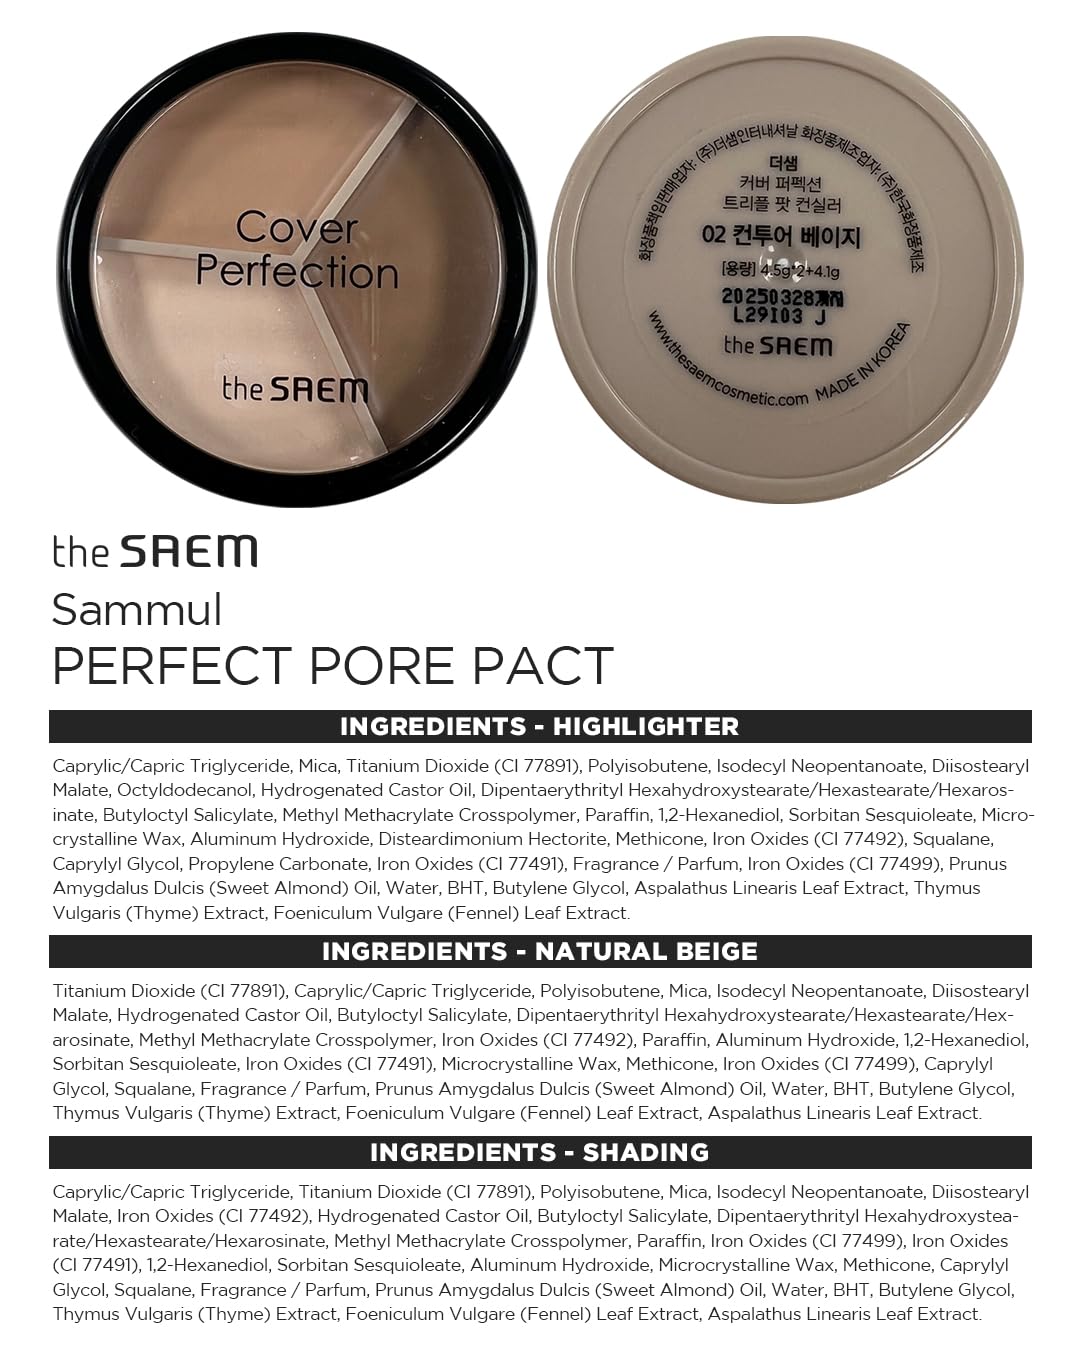 Cover
Perfection
the SAEM
화장품책임판매업자: (주)더샘인터내셔날 화장품제조업자: (주)한국화장품제조
더샘
커버 퍼펙션
트리플 팟 컨실러
02 컨투어 베이지
[용량] 4.5g*2+4.1g
20250328까지
L29I03 J
the SAEM
www.thesaemcosmetic.com MADE IN KOREA
the SAEM
Sammul
PERFECT PORE PACT
INGREDIENTS - HIGHLIGHTER
Caprylic/Capric Triglyceride, Mica, Titanium Dioxide (CI 77891), Polyisobutene, Isodecyl Neopentanoate, Diisostearyl
Malate, Octyldodecanol, Hydrogenated Castor Oil, Dipentaerythrityl Hexahydroxystearate/Hexastearate/Hexaros-
inate, Butyloctyl Salicylate, Methyl Methacrylate Crosspolymer, Paraffin, 1,2-Hexanediol, Sorbitan Sesquioleate, Micro-
crystalline Wax, Aluminum Hydroxide, Disteardimonium Hectorite, Methicone, Iron Oxides (CI 77492), Squalane,
Caprylyl Glycol, Propylene Carbonate, Iron Oxides (CI 77491), Fragrance / Parfum, Iron Oxides (CI 77499), Prunus
Amygdalus Dulcis (Sweet Almond) Oil, Water, BHT, Butylene Glycol, Aspalathus Linearis Leaf Extract, Thymus
Vulgaris (Thyme) Extract, Foeniculum Vulgare (Fennel) Leaf Extract.
INGREDIENTS - NATURAL BEIGE
Titanium Dioxide (CI 77891), Caprylic/Capric Triglyceride, Polyisobutene, Mica, Isodecyl Neopentanoate, Diisostearyl
Malate, Hydrogenated Castor Oil, Butyloctyl Salicylate, Dipentaerythrityl Hexahydroxystearate/Hexastearate/Hex-
arosinate, Methyl Methacrylate Crosspolymer, Iron Oxides (CI 77492), Paraffin, Aluminum Hydroxide, 1,2-Hexanediol,
Sorbitan Sesquioleate, Iron Oxides (CI 77491), Microcrystalline Wax, Methicone, Iron Oxides (CI 77499), Caprylyl
Glycol, Squalane, Fragrance / Parfum, Prunus Amygdalus Dulcis (Sweet Almond) Oil, Water, BHT, Butylene Glycol,
Thymus Vulgaris (Thyme) Extract, Foeniculum Vulgare (Fennel) Leaf Extract, Aspalathus Linearis Leaf Extract.
INGREDIENTS - SHADING
Caprylic/Capric Triglyceride, Titanium Dioxide (CI 77891), Polyisobutene, Mica, Isodecyl Neopentanoate, Diisostearyl
Malate, Iron Oxides (CI 77492), Hydrogenated Castor Oil, Butyloctyl Salicylate, Dipentaerythrityl Hexahydroxystea-
rate/Hexastearate/Hexarosinate, Methyl Methacrylate Crosspolymer, Paraffin, Iron Oxides (CI 77499), Iron Oxides
(CI 77491), 1,2-Hexanediol, Sorbitan Sesquioleate, Aluminum Hydroxide, Microcrystalline Wax, Methicone, Caprylyl
Glycol, Squalane, Fragrance / Parfum, Prunus Amygdalus Dulcis (Sweet Almond) Oil, Water, BHT, Butylene Glycol,
Thymus Vulgaris (Thyme) Extract, Foeniculum Vulgare (Fennel) Leaf Extract, Aspalathus Linearis Leaf Extract.